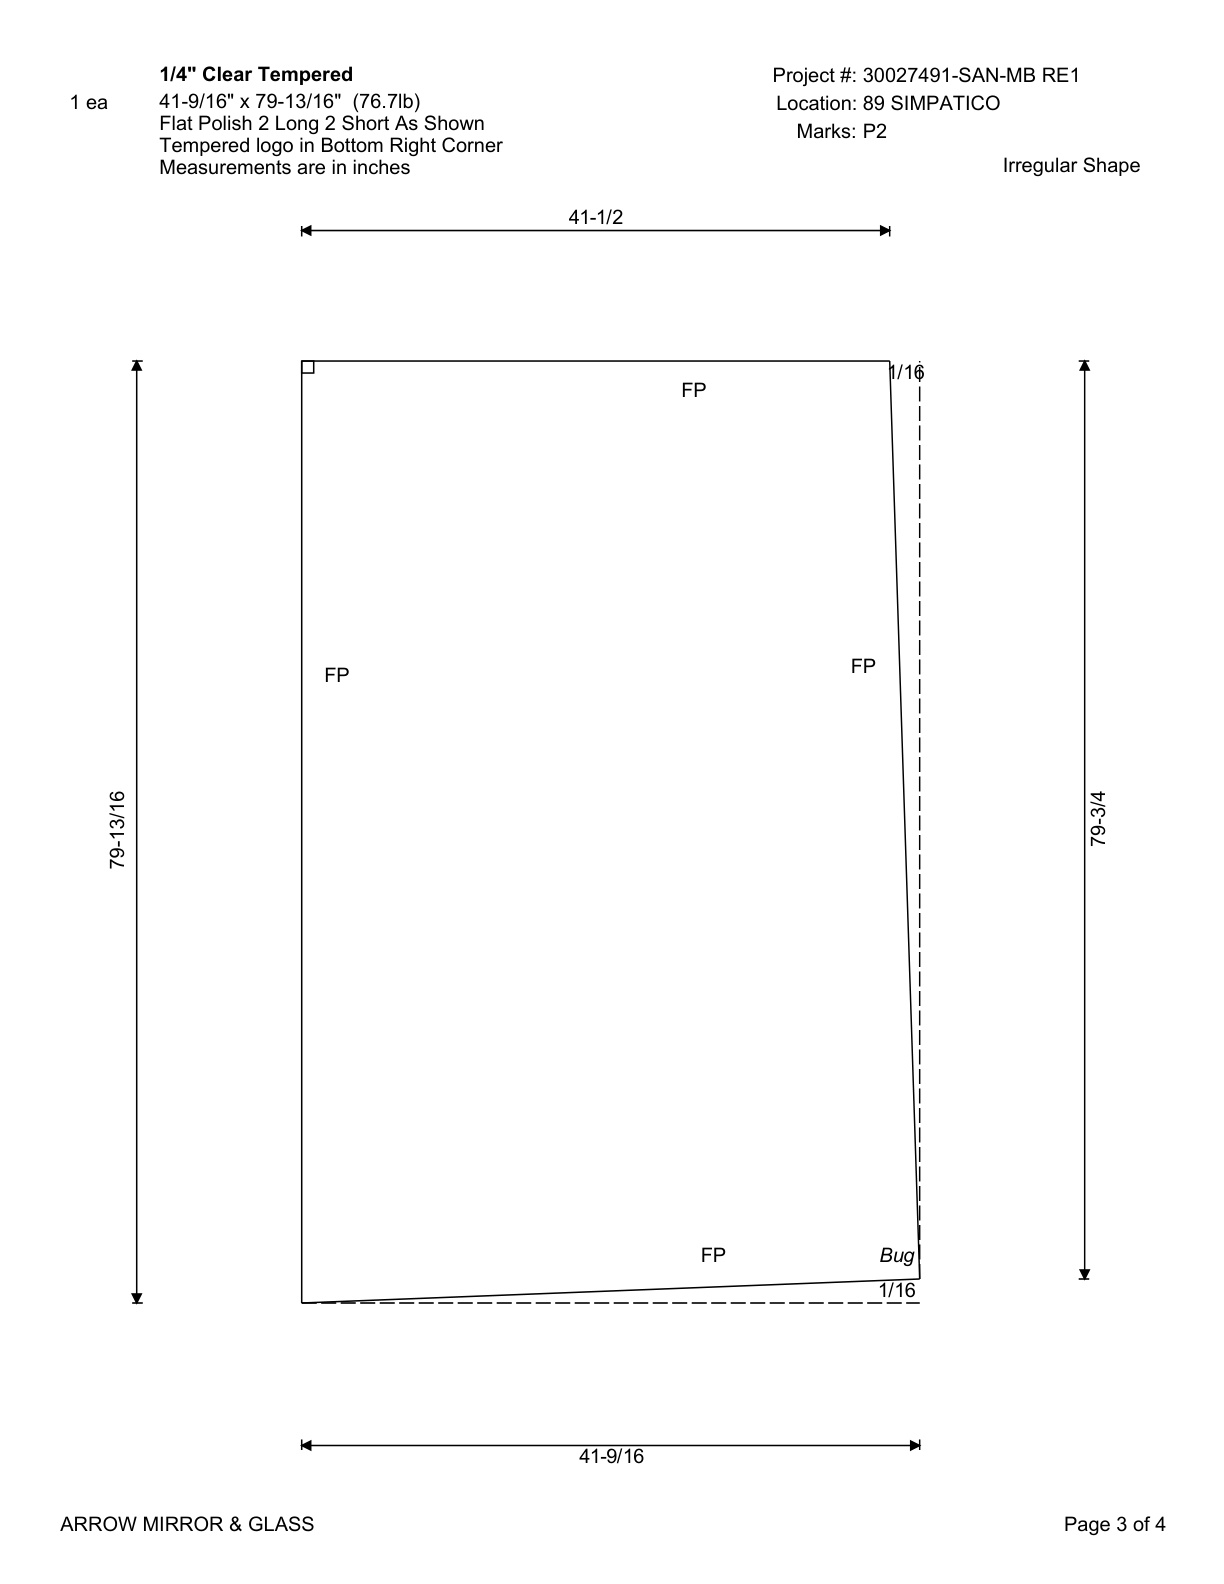 1/4" Clear Tempered
1 ea
41-9/16" x 79-13/16" (76.7lb)
Flat Polish 2 Long 2 Short As Shown
Tempered logo in Bottom Right Corner
Measurements are in inches
Project #: 30027491-SAN-MB RE1
Location: 89 SIMPATICO
Marks: P2
Irregular Shape
41-1/2
1/16
FP
FP
FP
79-13/16
79-3/4
FP
Bug
1/16
41-9/16
ARROW MIRROR & GLASS
Page 3 of 4